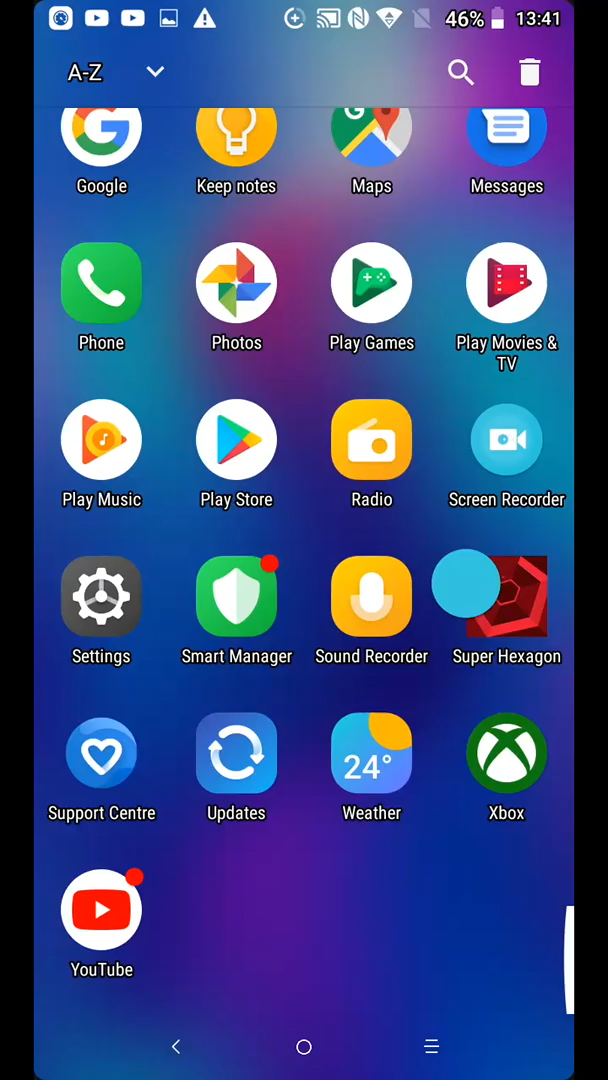 46% 13:41
A-Z
G
Google Keep notes Maps Messages
Phone Photos Play Games Play Movies &
TV
Play Music Play Store Radio Screen Recorder
Settings Smart Manager Sound Recorder Super Hexagon
24°
Support Centre Updates Weather Xbox
YouTube